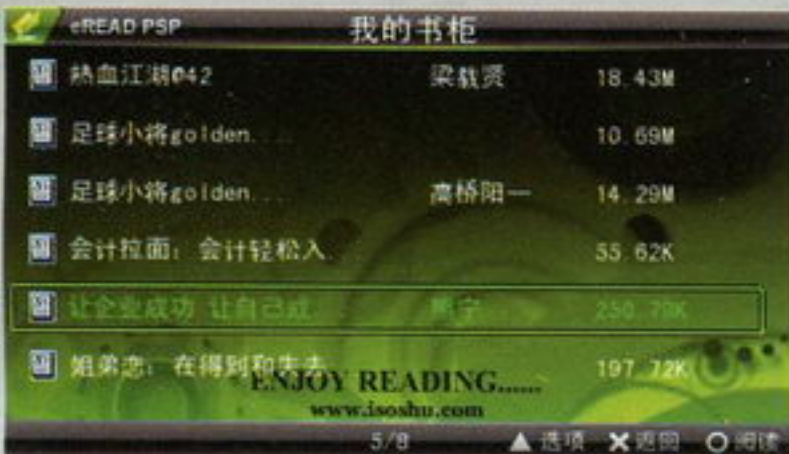 eREAD PSP 我的书柜
热血江湖042 梁载贤 18.43M
足球小将golden.... 10.69M
足球小将golden.... 高桥阳一 14.29M
会计拉面：会计轻松入 55.62K
让企业成功 让自己成 250.79K
姐弟恋：在得到和失去 197.72K
ENJOY READING......
www.isoshu.com
5/8 ▲选项 ✕返回 ○阅读